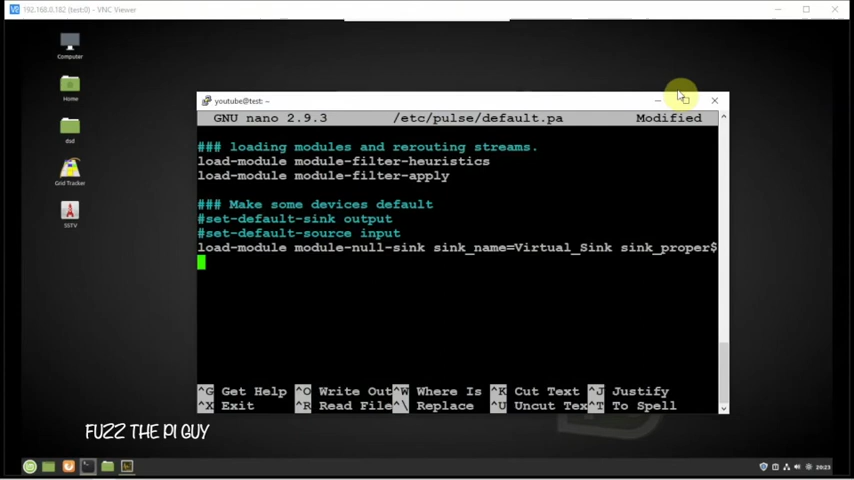 192.168.0.182 (test:0) - VNC Viewer
Computer
Home
dsd
Grid Tracker
SSTV
youtube@test: ~
GNU nano 2.9.3 /etc/pulse/default.pa Modified
### loading modules and rerouting streams.
load-module module-filter-heuristics
load-module module-filter-apply
### Make some devices default
#set-default-sink output
#set-default-source input
load-module module-null-sink sink_name=Virtual_Sink sink_proper$
^G Get Help ^O Write Out ^W Where Is ^K Cut Text ^J Justify
^X Exit ^R Read File ^\ Replace ^U Uncut Tex ^T To Spell
FUZZ THE PI GUY
20:23